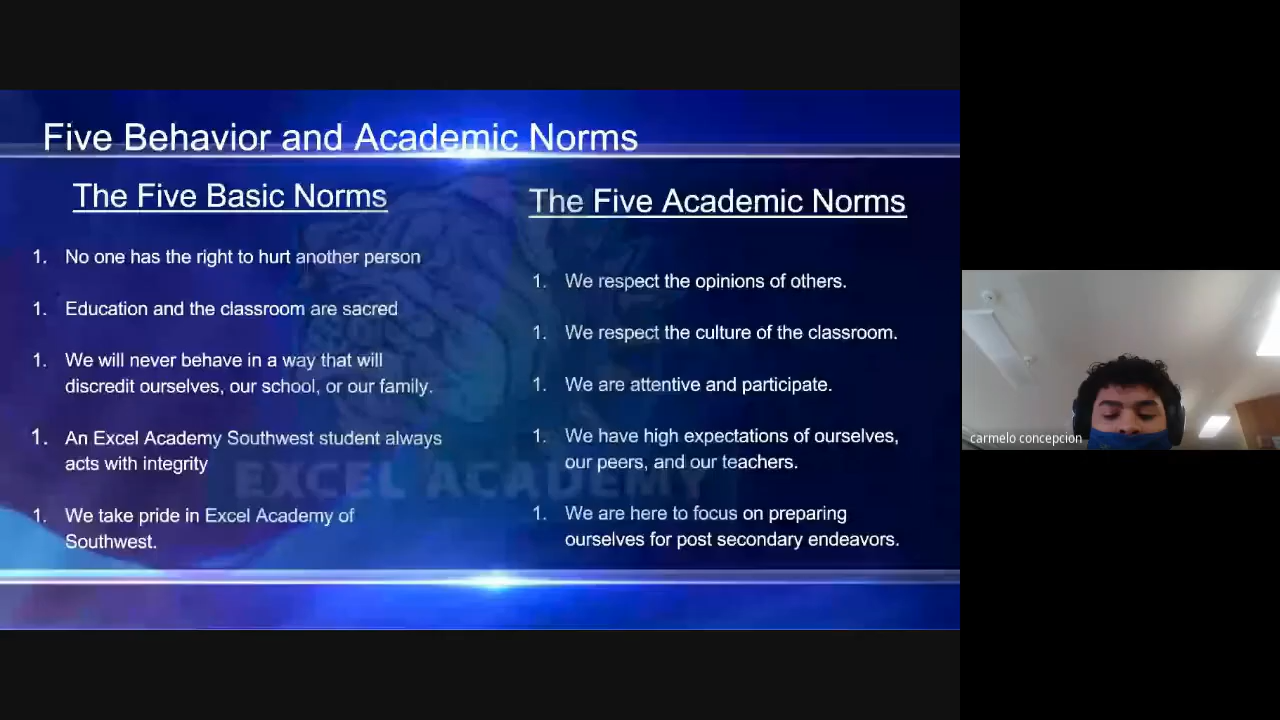 Five Behavior and Academic Norms
The Five Basic Norms
1. No one has the right to hurt another person
1. Education and the classroom are sacred
1. We will never behave in a way that will
discredit ourselves, our school, or our family.
1. An Excel Academy Southwest student always
acts with integrity
1. We take pride in Excel Academy of
Southwest.
The Five Academic Norms
1. We respect the opinions of others.
1. We respect the culture of the classroom.
1. We are attentive and participate.
1. We have high expectations of ourselves,
our peers, and our teachers.
1. We are here to focus on preparing
ourselves for post secondary endeavors.
EXCEL ACADEMY
carmelo concepcion